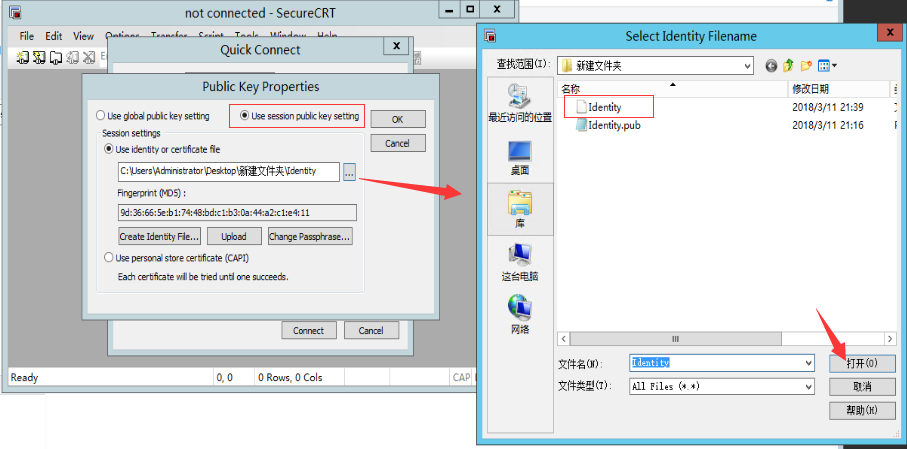 not connected - SecureCRT
File Edit View Options Transfer Script Tools Window Help
Quick Connect
Public Key Properties
Use global public key setting
Use session public key setting
OK
Cancel
Session settings
Use identity or certificate file
C:\Users\Administrator\Desktop\新建文件夹\Identity
...
Fingerprint (MD5) :
9d:36:66:5e:b1:74:48:bd:c1:b3:0a:44:a2:c1:e4:11
Create Identity File... Upload Change Passphrase...
Use personal store certificate (CAPI)
Each certificate will be tried until one succeeds.
Connect Cancel
Ready 0, 0 0 Rows, 0 Cols CAP
Select Identity Filename
查找范围(I): 新建文件夹
名称 修改日期
Identity 2018/3/11 21:39
Identity.pub 2018/3/11 21:16
最近访问的位置
桌面
库
这台电脑
网络
文件名(N): Identity 打开(O)
文件类型(T): All Files (*.*) 取消
帮助(H)